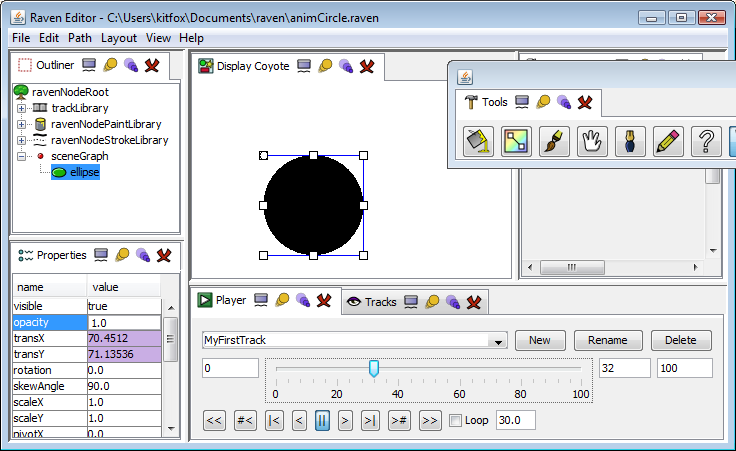 Raven Editor - C:\Users\kitfox\Documents\raven\animCircle.raven
File Edit Path Layout View Help
Outliner
ravenNodeRoot
trackLibrary
ravenNodePaintLibrary
ravenNodeStrokeLibrary
sceneGraph
ellipse
Display Coyote
Tools
Properties
name value
visible true
opacity 1.0
transX 70.4512
transY 71.13536
rotation 0.0
skewAngle 90.0
scaleX 1.0
scaleY 1.0
pivotX 0.0
Player Tracks
MyFirstTrack New Rename Delete
0 32 100
0 20 40 60 80 100
<< #< |< < || > >| ># >> Loop 30.0